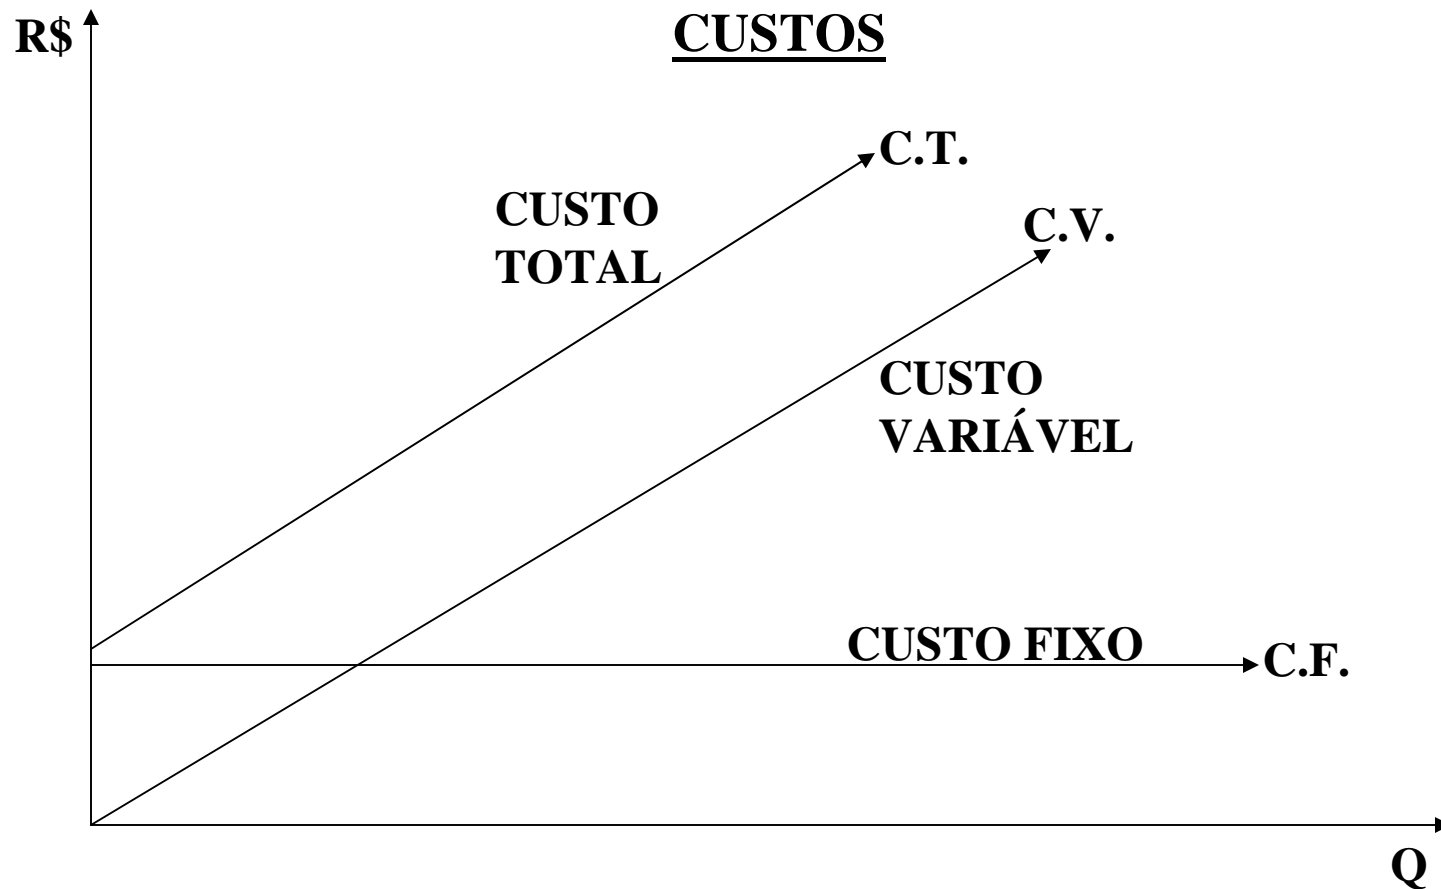 R$
CUSTOS
C.T.
CUSTO
TOTAL
C.V.
CUSTO
VARIÁVEL
CUSTO FIXO
C.F.
Q